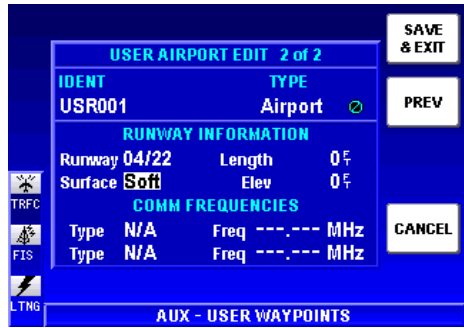 SAVE
& EXIT
USER AIRPORT EDIT 2 of 2
IDENT TYPE
USR001 Airport
PREV
RUNWAY INFORMATION
Runway 04/22 Length 0 FT
Surface Soft Elev 0 FT
TRFC
COMM FREQUENCIES
Type N/A Freq ---.--- MHz
CANCEL
Type N/A Freq ---.--- MHz
FIS
LTNG
AUX - USER WAYPOINTS